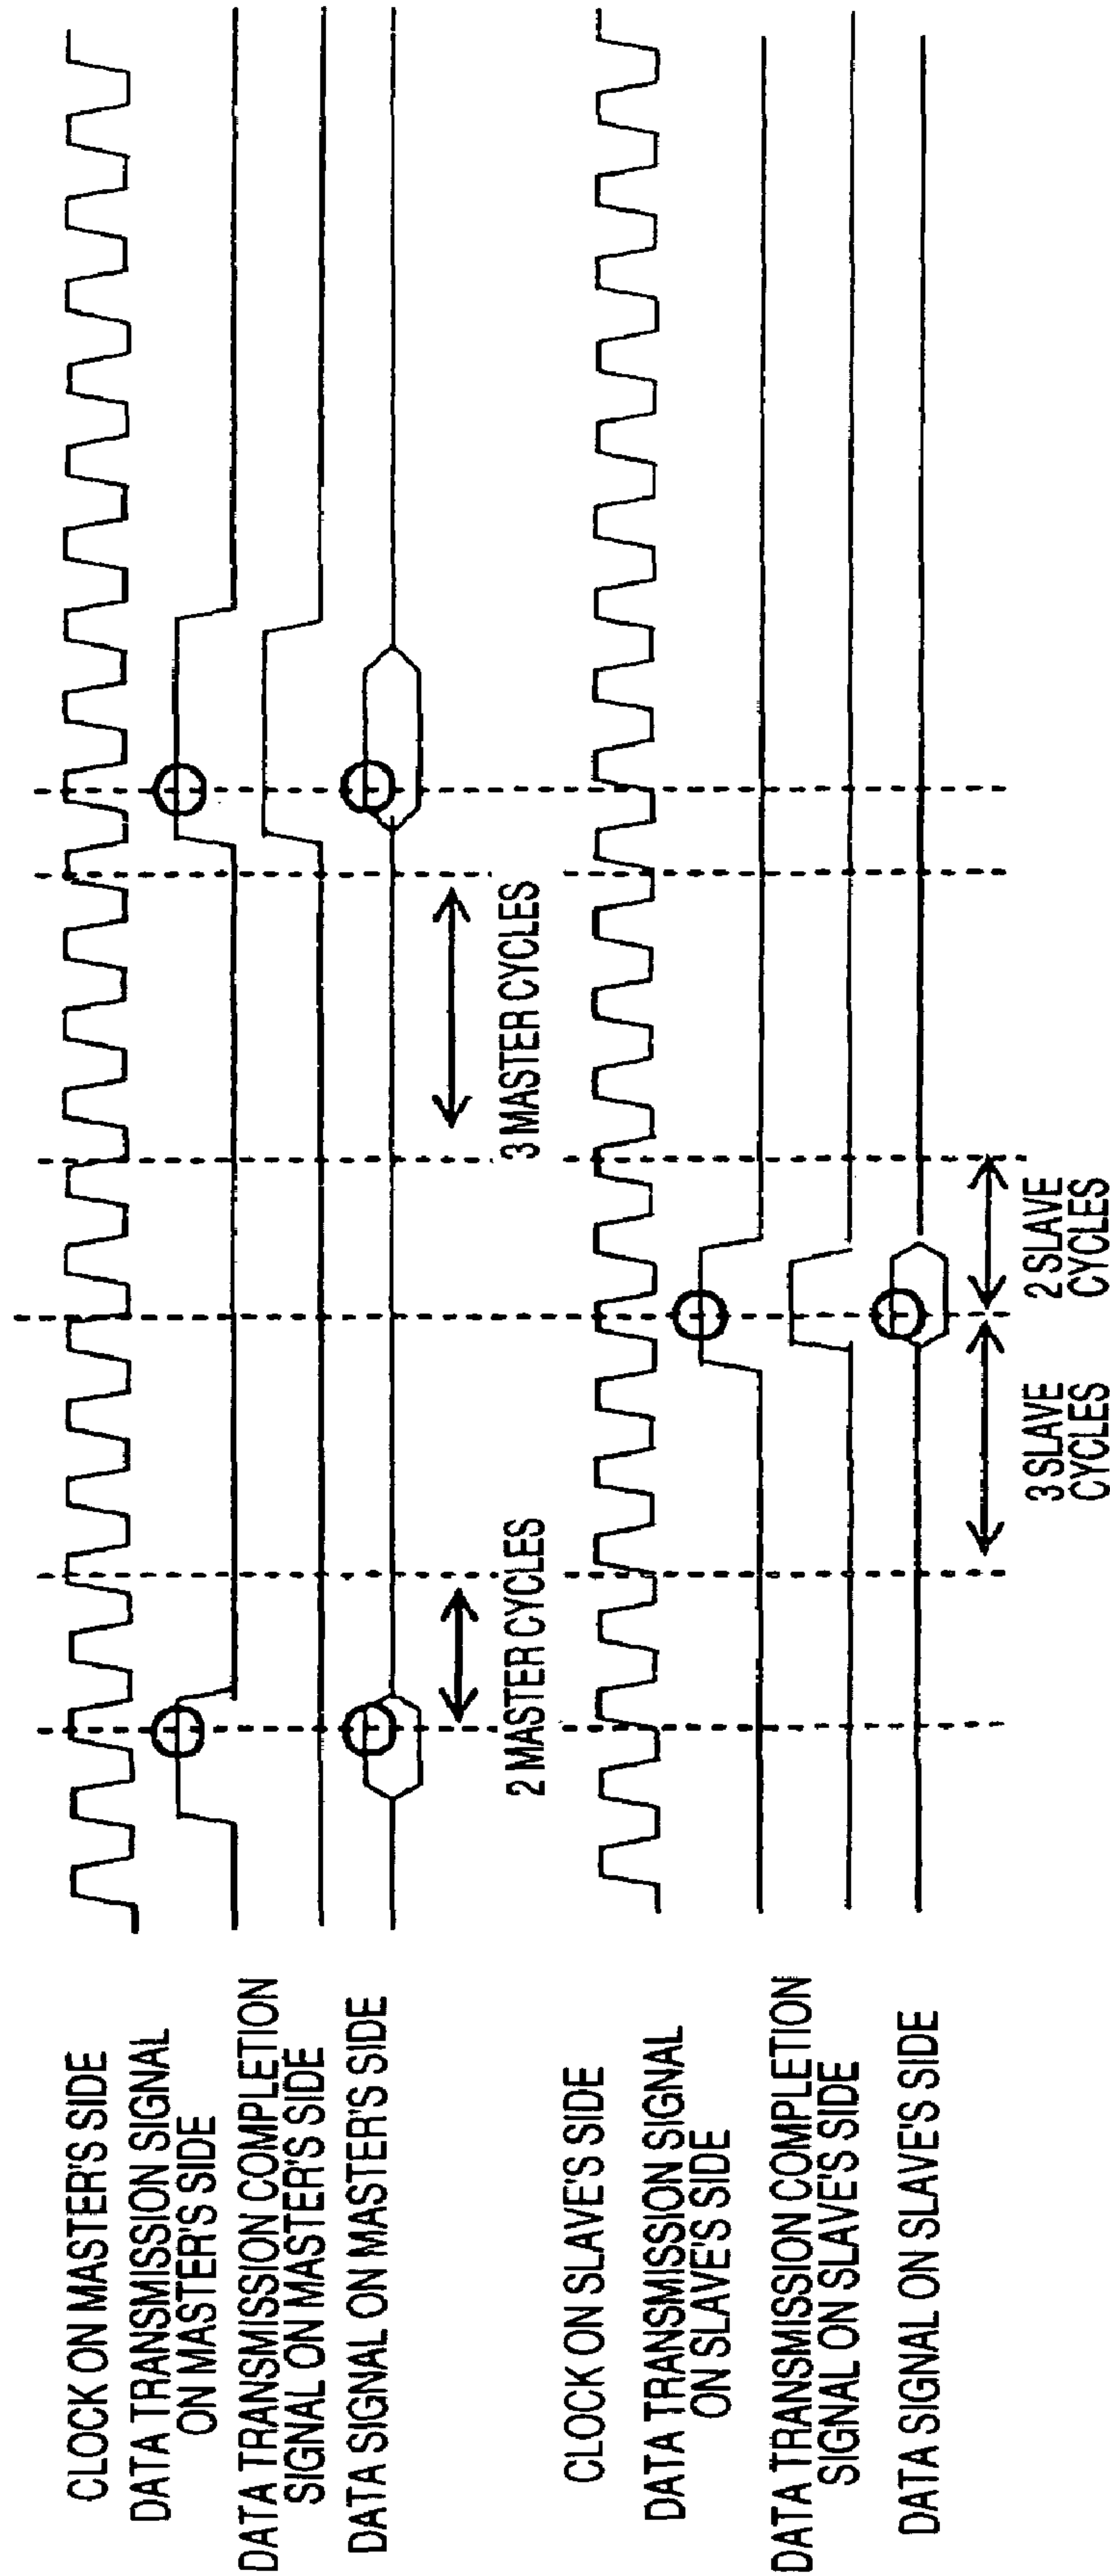 CLOCK ON MASTER'S SIDE
DATA TRANSMISSION SIGNAL
ON MASTER'S SIDE
DATA TRANSMISSION COMPLETION
SIGNAL ON MASTER'S SIDE
DATA SIGNAL ON MASTER'S SIDE
2 MASTER CYCLES
3 MASTER CYCLES
CLOCK ON SLAVE'S SIDE
DATA TRANSMISSION SIGNAL
ON SLAVE'S SIDE
DATA TRANSMISSION COMPLETION
SIGNAL ON SLAVE'S SIDE
DATA SIGNAL ON SLAVE'S SIDE
3 SLAVE
CYCLES
2 SLAVE
CYCLES